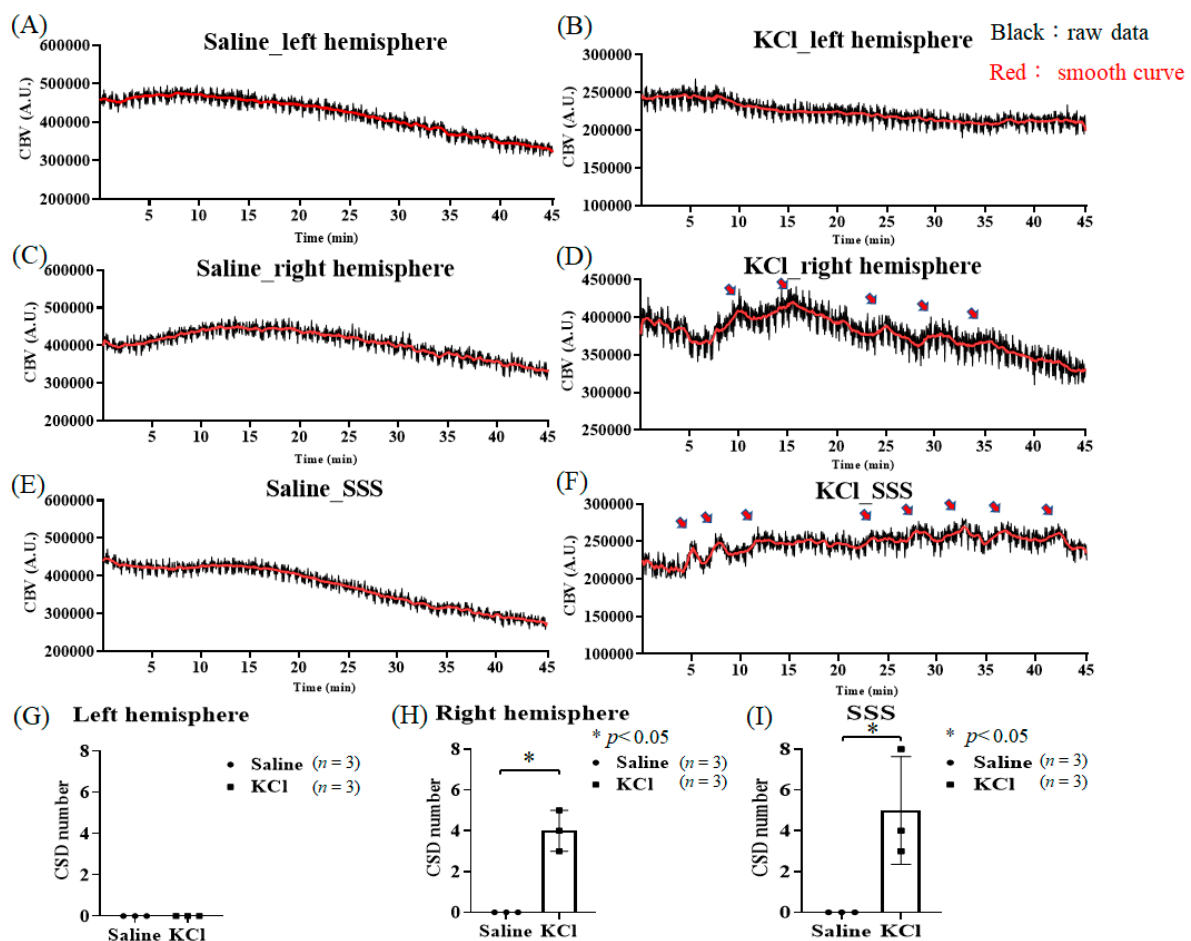 (A)
Saline_left hemisphere
600000
500000
400000
300000
200000
CBV (A.U.)
5 10 15 20 25 30 35 40 45
Time (min)
(B)
KCl_left hemisphere
Black：raw data
Red： smooth curve
300000
250000
200000
150000
100000
CBV (A.U.)
5 10 15 20 25 30 35 40 45
Time (min)
(C)
Saline_right hemisphere
600000
500000
400000
300000
200000
CBV (A.U.)
5 10 15 20 25 30 35 40 45
Time (min)
(D)
KCl_right hemisphere
450000
400000
350000
300000
250000
CBV (A.U.)
5 10 15 20 25 30 35 40 45
Time (min)
(E)
Saline_SSS
600000
500000
400000
300000
200000
CBV (A.U.)
5 10 15 20 25 30 35 40 45
Time (min)
(F)
KCl_SSS
300000
250000
200000
150000
100000
CBV (A.U.)
5 10 15 20 25 30 35 40 45
Time (min)
(G)
Left hemisphere
8
6
4
2
0
CSD number
Saline (n = 3)
KCl (n = 3)
Saline KCl
(H)
Right hemisphere
* p< 0.05
Saline (n = 3)
KCl (n = 3)
*
8
6
4
2
0
CSD number
Saline KCl
(I)
SSS
* p< 0.05
Saline (n = 3)
KCl (n = 3)
*
8
6
4
2
0
CSD number
Saline KCl